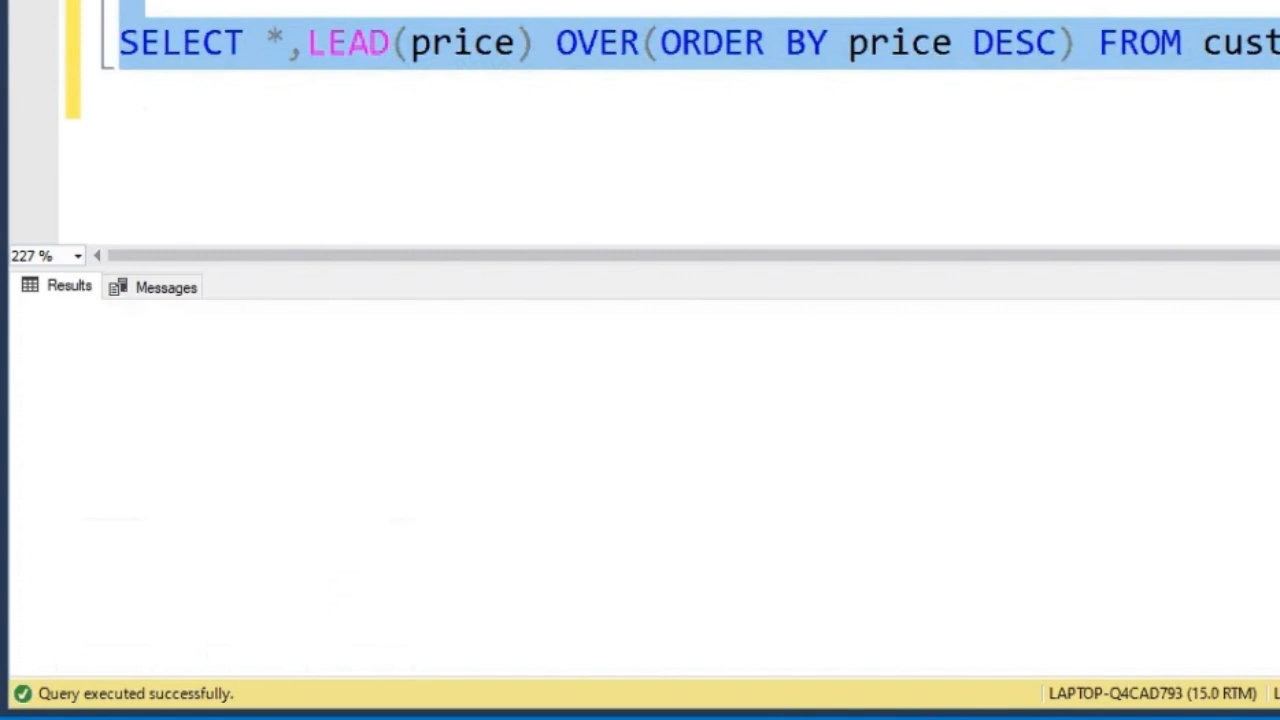 SELECT *,LEAD(price) OVER(ORDER BY price DESC) FROM cust
227 %
Results Messages
Query executed successfully. LAPTOP-Q4CAD793 (15.0 RTM) L